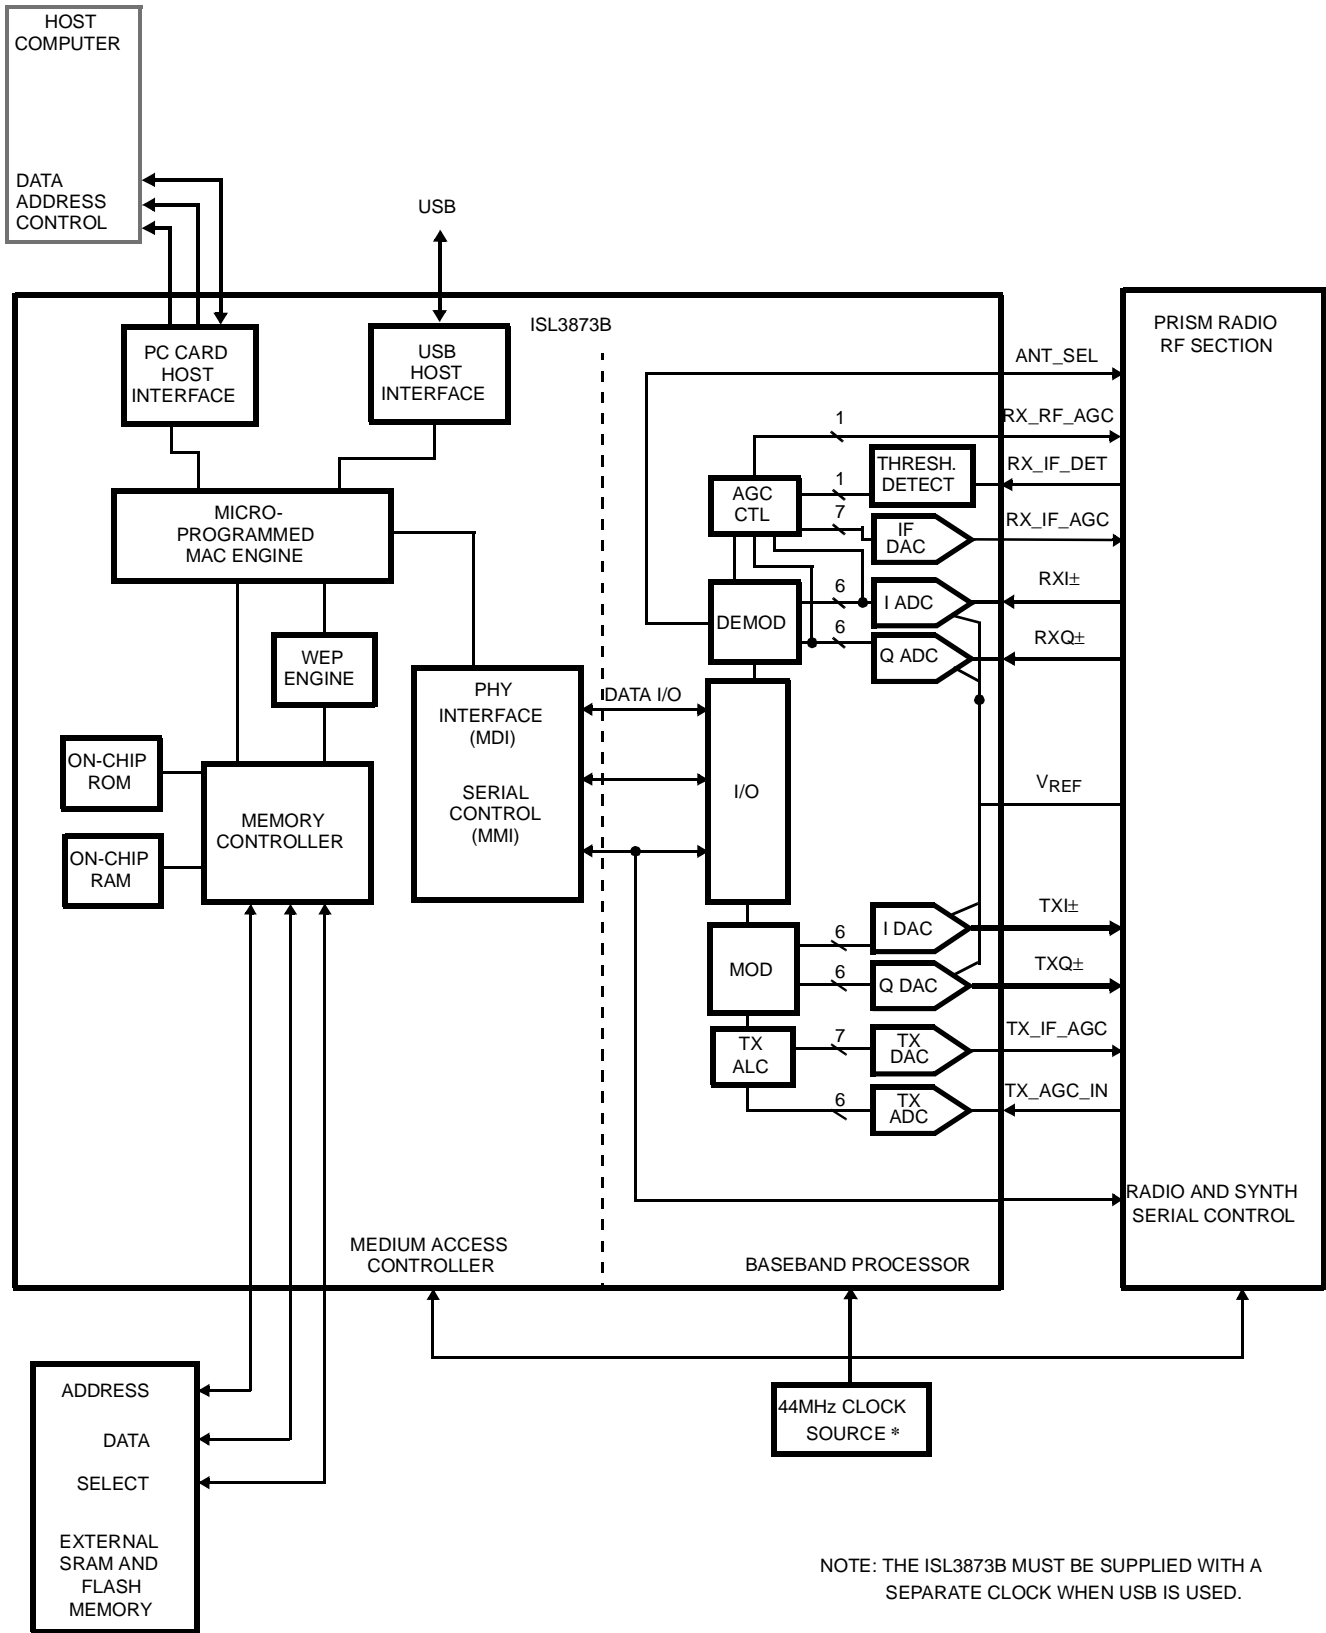 HOST
COMPUTER
DATA
ADDRESS
CONTROL
USB
ISL3873B
PC CARD
HOST
INTERFACE
USB
HOST
INTERFACE
MICRO-
PROGRAMMED
MAC ENGINE
WEP
ENGINE
ON-CHIP
ROM
ON-CHIP
RAM
MEMORY
CONTROLLER
PHY
INTERFACE
(MDI)
SERIAL
CONTROL
(MMI)
DATA I/O
I/O
AGC
CTL
DEMOD
MOD
TX
ALC
1
1
7
6
6
6
6
7
6
THRESH.
DETECT
IF
DAC
I ADC
Q ADC
I DAC
Q DAC
TX
DAC
TX
ADC
ANT_SEL
RX_RF_AGC
RX_IF_DET
RX_IF_AGC
RXI±
RXQ±
VREF
TXI±
TXQ±
TX_IF_AGC
TX_AGC_IN
PRISM RADIO
RF SECTION
RADIO AND SYNTH
SERIAL CONTROL
MEDIUM ACCESS
CONTROLLER
BASEBAND PROCESSOR
44MHz CLOCK
SOURCE *
ADDRESS
DATA
SELECT
EXTERNAL
SRAM AND
FLASH
MEMORY
NOTE: THE ISL3873B MUST BE SUPPLIED WITH A
SEPARATE CLOCK WHEN USB IS USED.